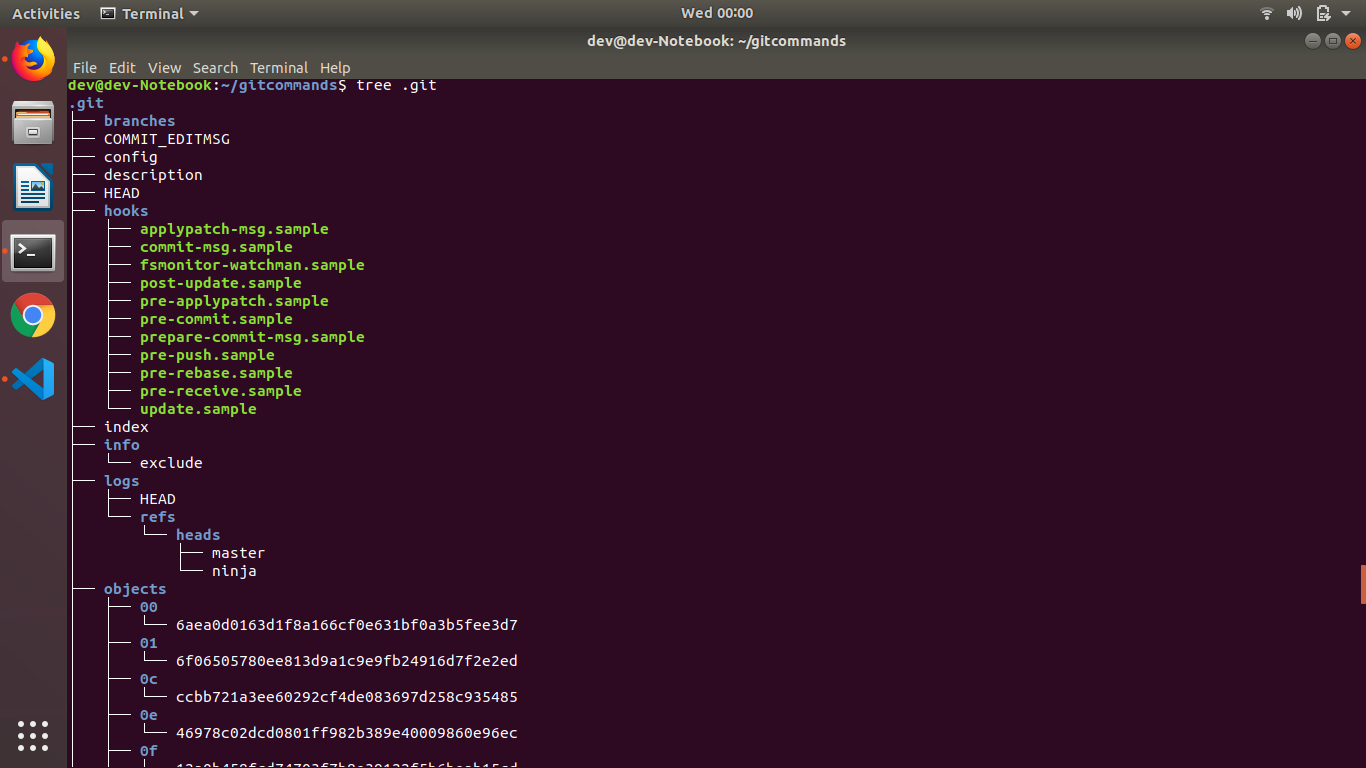 Activities Terminal Wed 00:00
dev@dev-Notebook: ~/gitcommands
File Edit View Search Terminal Help
dev@dev-Notebook:~/gitcommands$ tree .git
.git
├── branches
├── COMMIT_EDITMSG
├── config
├── description
├── HEAD
├── hooks
│   ├── applypatch-msg.sample
│   ├── commit-msg.sample
│   ├── fsmonitor-watchman.sample
│   ├── post-update.sample
│   ├── pre-applypatch.sample
│   ├── pre-commit.sample
│   ├── prepare-commit-msg.sample
│   ├── pre-push.sample
│   ├── pre-rebase.sample
│   ├── pre-receive.sample
│   └── update.sample
├── index
├── info
│   └── exclude
├── logs
│   ├── HEAD
│   └── refs
│       └── heads
│           ├── master
│           └── ninja
├── objects
│   ├── 00
│   │   └── 6aea0d0163d1f8a166cf0e631bf0a3b5fee3d7
│   ├── 01
│   │   └── 6f06505780ee813d9a1c9e9fb24916d7f2e2ed
│   ├── 0c
│   │   └── ccbb721a3ee60292cf4de083697d258c935485
│   ├── 0e
│   │   └── 46978c02dcd0801ff982b389e40009860e96ec
│   ├── 0f